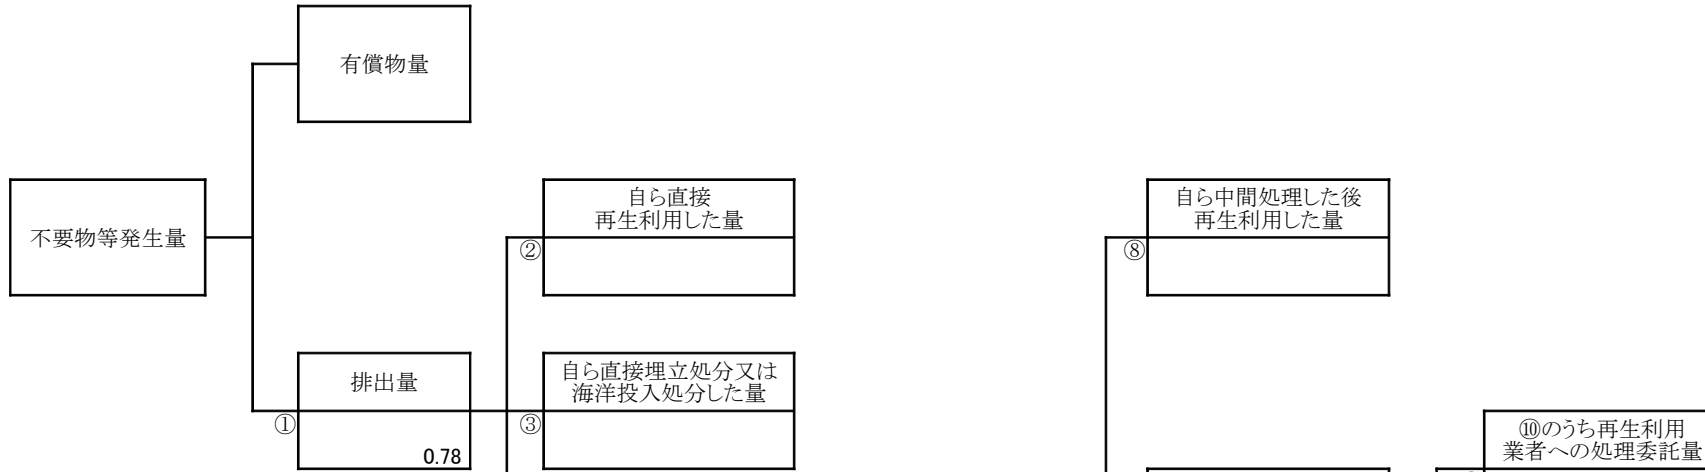 有償物量
不要物等発生量
自ら直接
再生利用した量
②
自ら中間処理した後
再生利用した量
⑧
排出量
①
0.78
自ら直接埋立処分又は
海洋投入処分した量
③
⑩のうち再生利用
業者への処理委託量